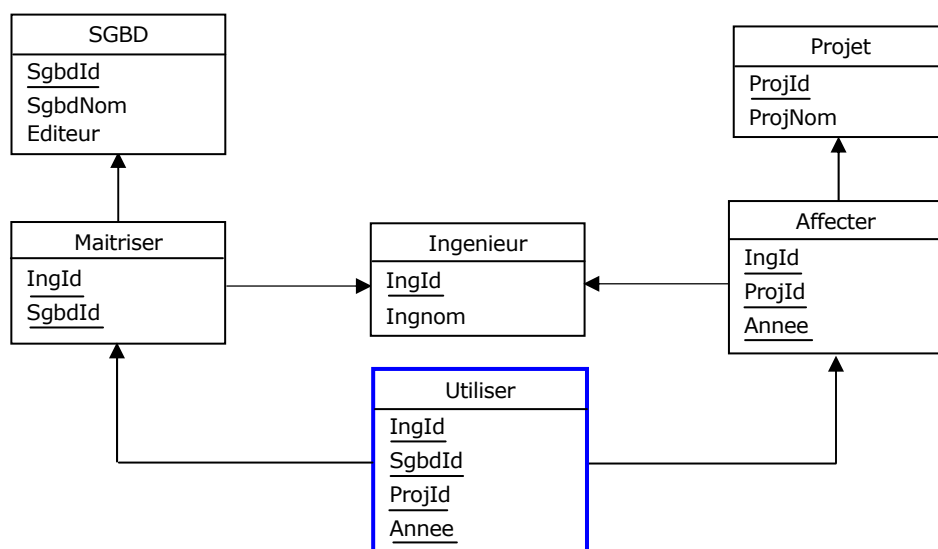 SGBD
SgbdId
SgbdNom
Editeur
Projet
ProjId
ProjNom
Maitriser
IngId
SgbdId
Ingenieur
IngId
Ingnom
Affecter
IngId
ProjId
Annee
Utiliser
IngId
SgbdId
ProjId
Annee